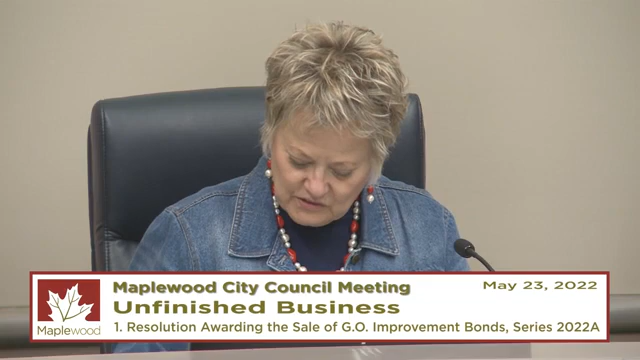 Maplewood City Council Meeting
May 23, 2022
Unfinished Business
Maplewood
1. Resolution Awarding the Sale of G.O. Improvement Bonds, Series 2022A